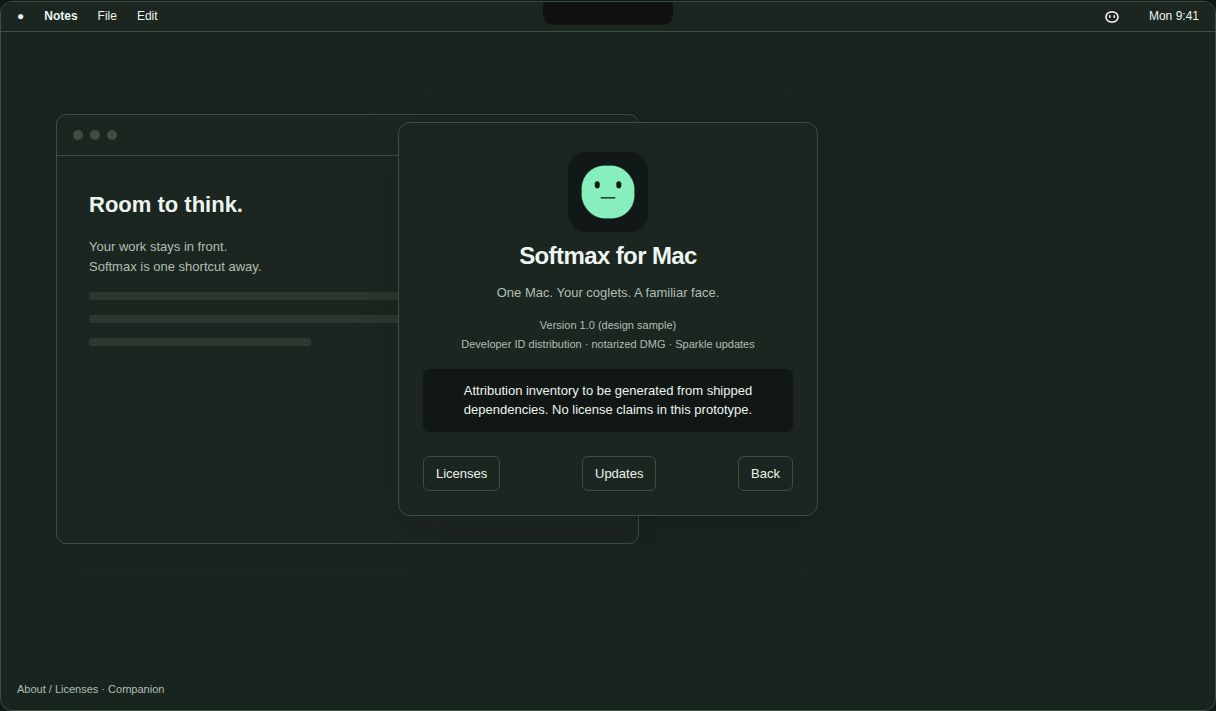 Notes File Edit Mon 9:41
Room to think.
Your work stays in front.
Softmax is one shortcut away.
Softmax for Mac
One Mac. Your coglets. A familiar face.
Version 1.0 (design sample)
Developer ID distribution · notarized DMG · Sparkle updates
Attribution inventory to be generated from shipped
dependencies. No license claims in this prototype.
Licenses Updates Back
About / Licenses · Companion